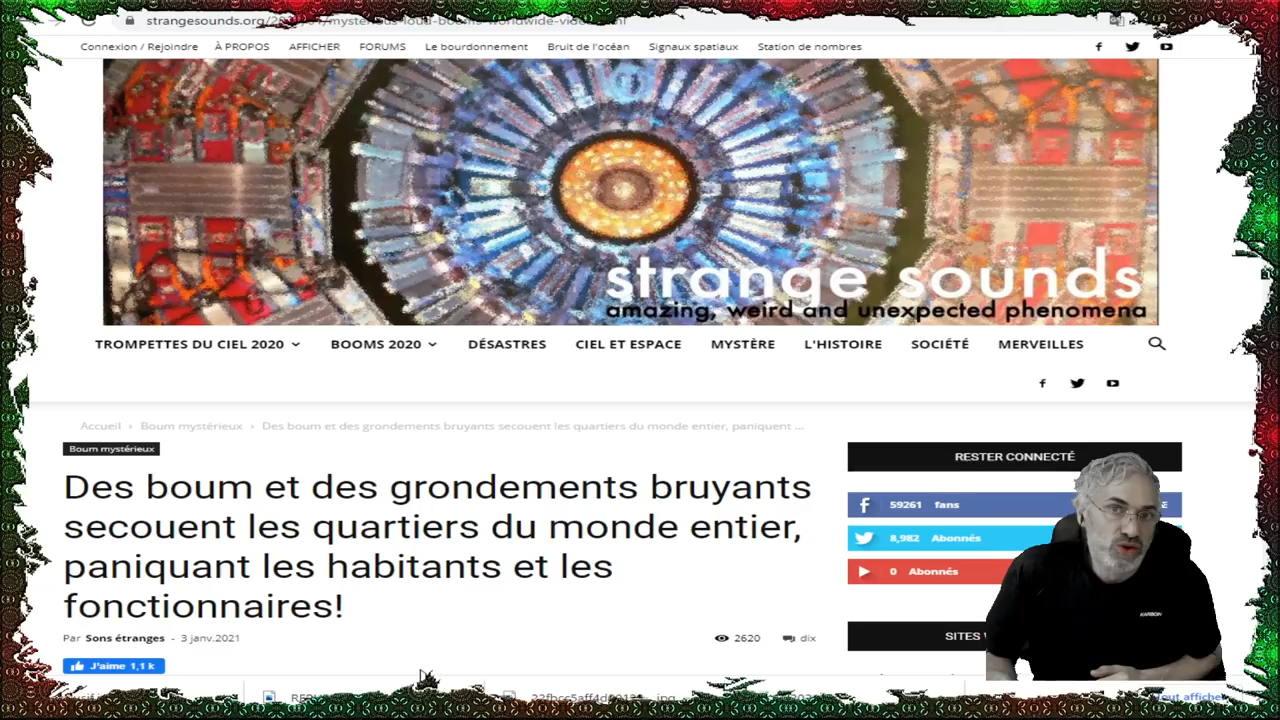 strangesounds.org/
Connexion / Rejoindre À PROPOS AFFICHER FORUMS Le bourdonnement Bruit de l'océan Signaux spatiaux Station de nombres
strange sounds
amazing, weird and unexpected phenomena
TROMPETTES DU CIEL 2020 BOOMS 2020 DÉSASTRES CIEL ET ESPACE MYSTÈRE L'HISTOIRE SOCIÉTÉ MERVEILLES
Accueil › Boum mystérieux › Des boum et des grondements bruyants secouent les quartiers du monde entier, paniquant ...
Boum mystérieux
Des boum et des grondements bruyants
secouent les quartiers du monde entier,
paniquant les habitants et les
fonctionnaires!
Par Sons étranges - 3 janv.2021 2620 dix
J'aime 1,1 k
RESTER CONNECTÉ
59261 fans
8,982 Abonnés
0 Abonnés
SITES
KARBON